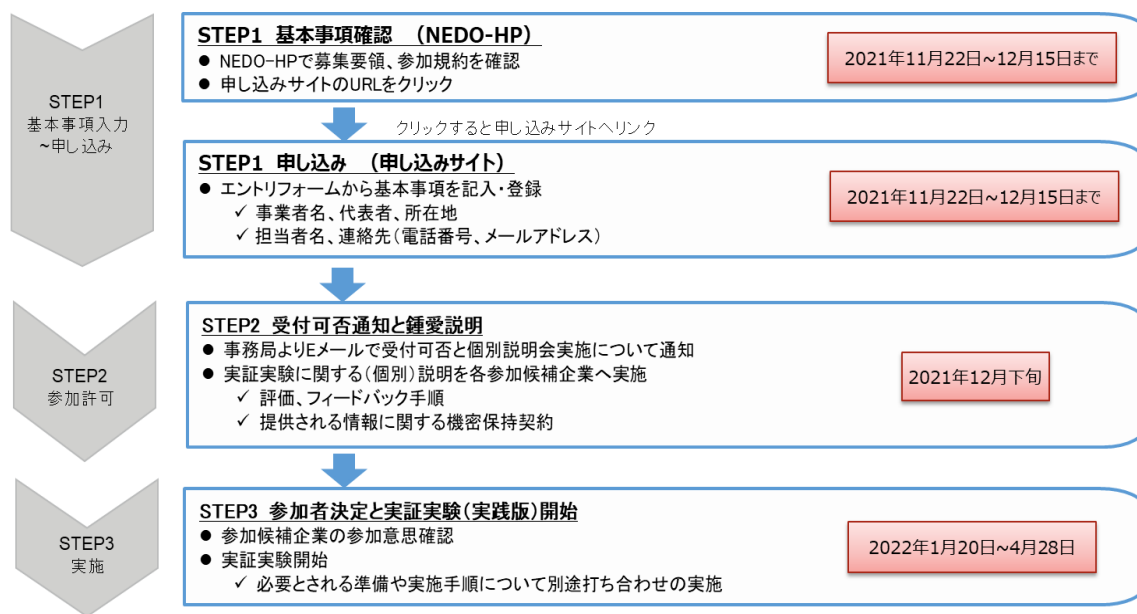 STEP1
基本事項入力
~申し込み
STEP1 基本事項確認 （NEDO-HP）
● NEDO-HPで募集要領、参加規約を確認
● 申し込みサイトのURLをクリック
2021年11月22日~12月15日まで
クリックすると申し込みサイトへリンク
STEP1 申し込み （申し込みサイト）
● エントリフォームから基本事項を記入・登録
✓ 事業者名、代表者、所在地
✓ 担当者名、連絡先（電話番号、メールアドレス）
2021年11月22日~12月15日まで
STEP2
参加許可
STEP2 受付可否通知と鍾愛説明
● 事務局よりEメールで受付可否と個別説明会実施について通知
● 実証実験に関する（個別）説明を各参加候補企業へ実施
✓ 評価、フィードバック手順
✓ 提供される情報に関する機密保持契約
2021年12月下旬
STEP3
実施
STEP3 参加者決定と実証実験（実践版）開始
● 参加候補企業の参加意思確認
● 実証実験開始
✓ 必要とされる準備や実施手順について別途打ち合わせの実施
2022年1月20日~4月28日